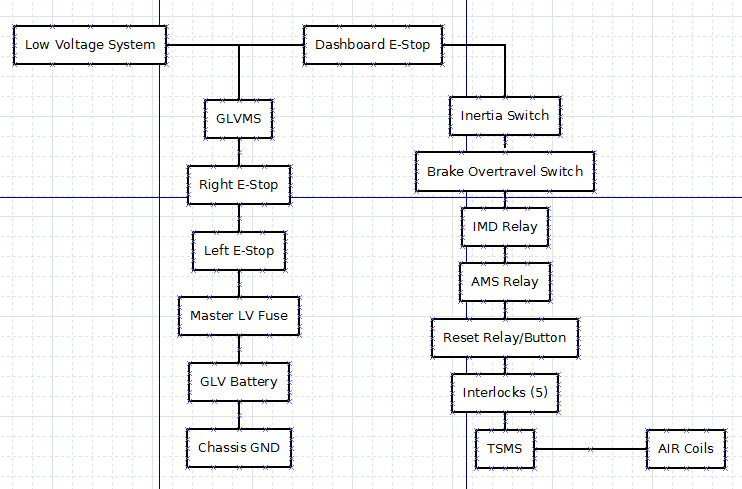 Low Voltage System
Dashboard E-Stop
GLVMS
Right E-Stop
Left E-Stop
Master LV Fuse
GLV Battery
Chassis GND
Inertia Switch
Brake Overtravel Switch
IMD Relay
AMS Relay
Reset Relay/Button
Interlocks (5)
TSMS
AIR Coils